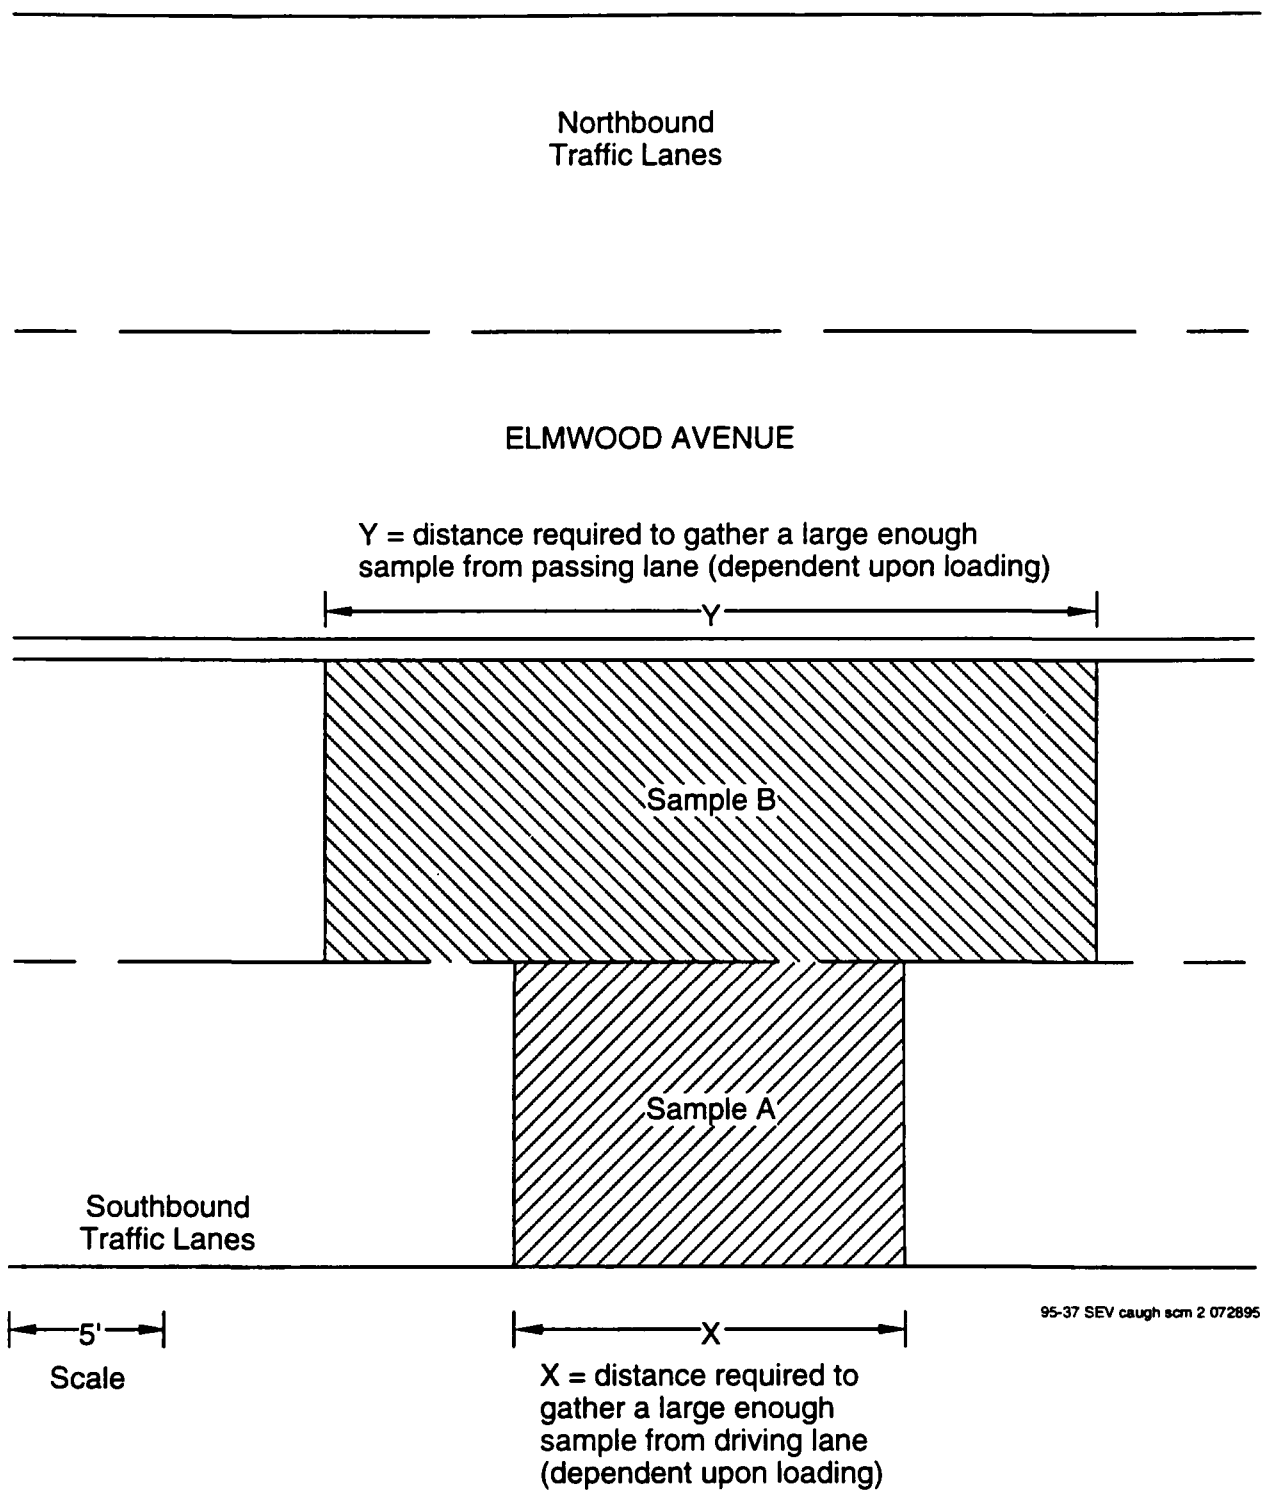 Northbound
Traffic Lanes
ELMWOOD AVENUE
Y = distance required to gather a large enough
sample from passing lane (dependent upon loading)
Y
Sample B
Sample A
Southbound
Traffic Lanes
95-37 SEV caugh scm 2 072895
5'
Scale
X
X = distance required to
gather a large enough
sample from driving lane
(dependent upon loading)